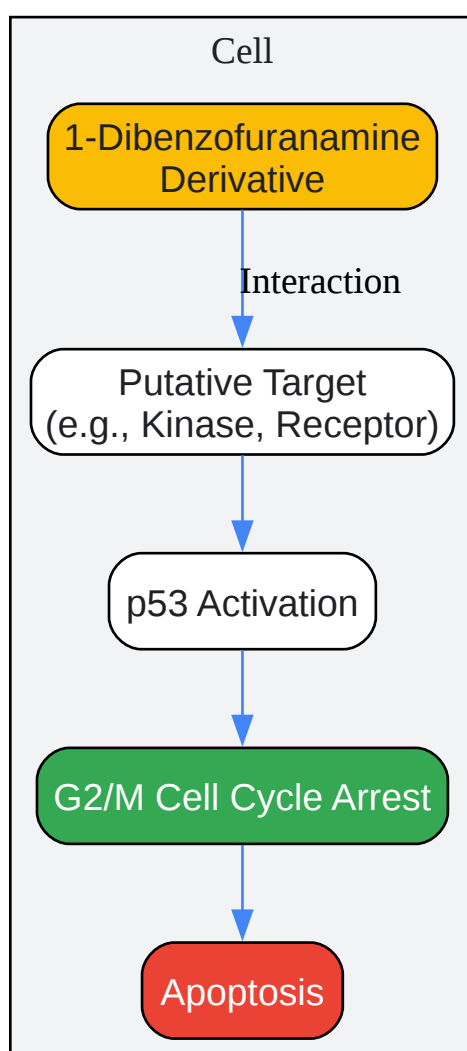 Cell
1-Dibenzofuranamine
Derivative
Interaction
Putative Target
(e.g., Kinase, Receptor)
p53 Activation
G2/M Cell Cycle Arrest
Apoptosis